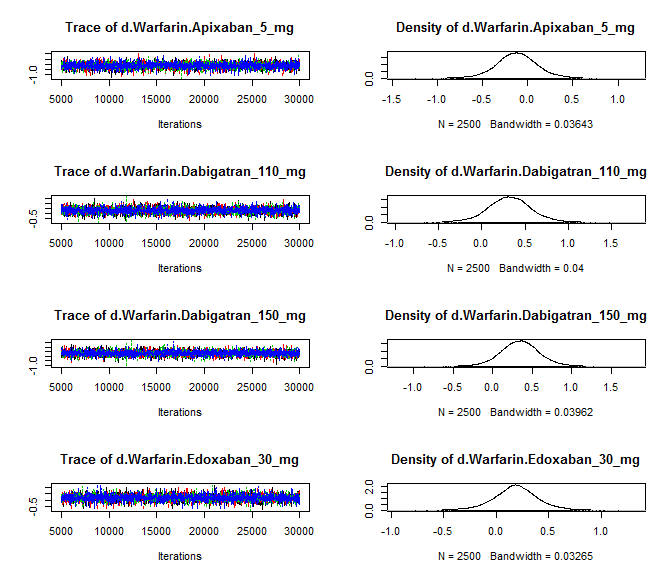 Trace of d.Warfarin.Apixaban_5_mg
-1.0
5000 10000 15000 20000 25000 30000
Iterations
Density of d.Warfarin.Apixaban_5_mg
0.0
-1.5 -1.0 -0.5 0.0 0.5 1.0
N = 2500 Bandwidth = 0.03643
Trace of d.Warfarin.Dabigatran_110_mg
-0.5
5000 10000 15000 20000 25000 30000
Iterations
Density of d.Warfarin.Dabigatran_110_mg
0.0
-1.0 -0.5 0.0 0.5 1.0 1.5
N = 2500 Bandwidth = 0.04
Trace of d.Warfarin.Dabigatran_150_mg
-1.0
5000 10000 15000 20000 25000 30000
Iterations
Density of d.Warfarin.Dabigatran_150_mg
0.0
-1.0 -0.5 0.0 0.5 1.0 1.5
N = 2500 Bandwidth = 0.03962
Trace of d.Warfarin.Edoxaban_30_mg
-0.5
5000 10000 15000 20000 25000 30000
Iterations
Density of d.Warfarin.Edoxaban_30_mg
0.0 2.0
-1.0 -0.5 0.0 0.5 1.0
N = 2500 Bandwidth = 0.03265